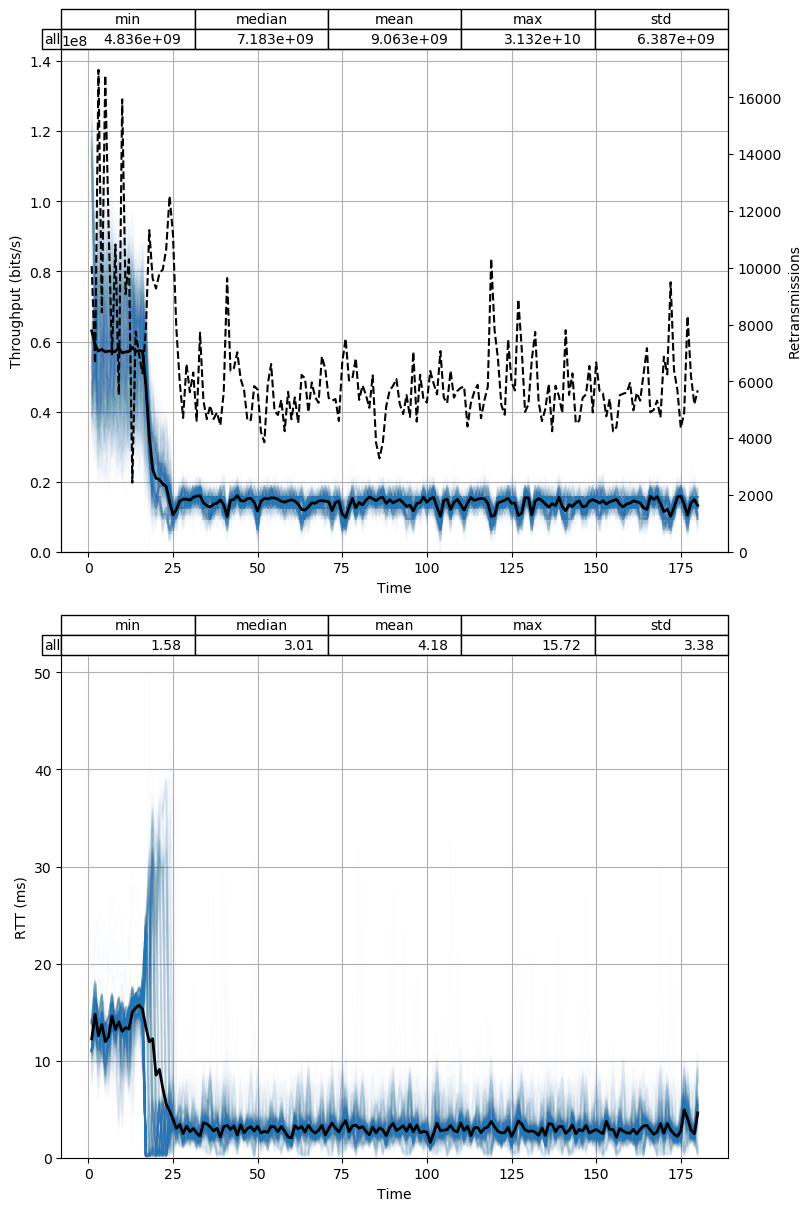 min median mean max std
all 4.836e+09 7.183e+09 9.063e+09 3.132e+10 6.387e+09
1e8
1.4
1.2
1.0
0.8
0.6
0.4
0.2
0.0
Throughput (bits/s)
16000
14000
12000
10000
8000
6000
4000
2000
0
Retransmissions
0 25 50 75 100 125 150 175
Time
min median mean max std
all 1.58 3.01 4.18 15.72 3.38
50
40
30
20
10
0
RTT (ms)
0 25 50 75 100 125 150 175
Time